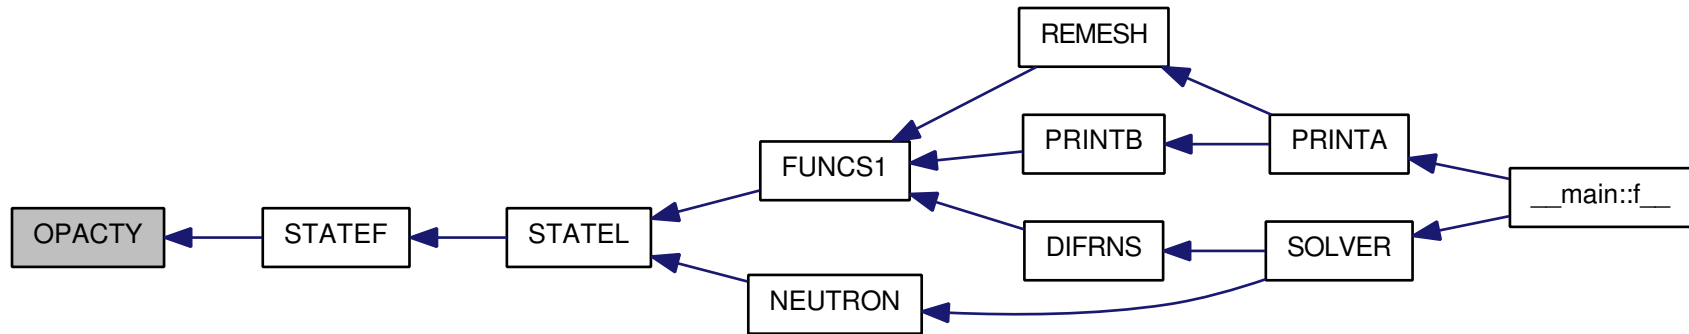 REMESH
PRINTB
PRINTA
FUNCS1
__main::f__
OPACTY
STATEF
STATEL
DIFRNS
SOLVER
NEUTRON